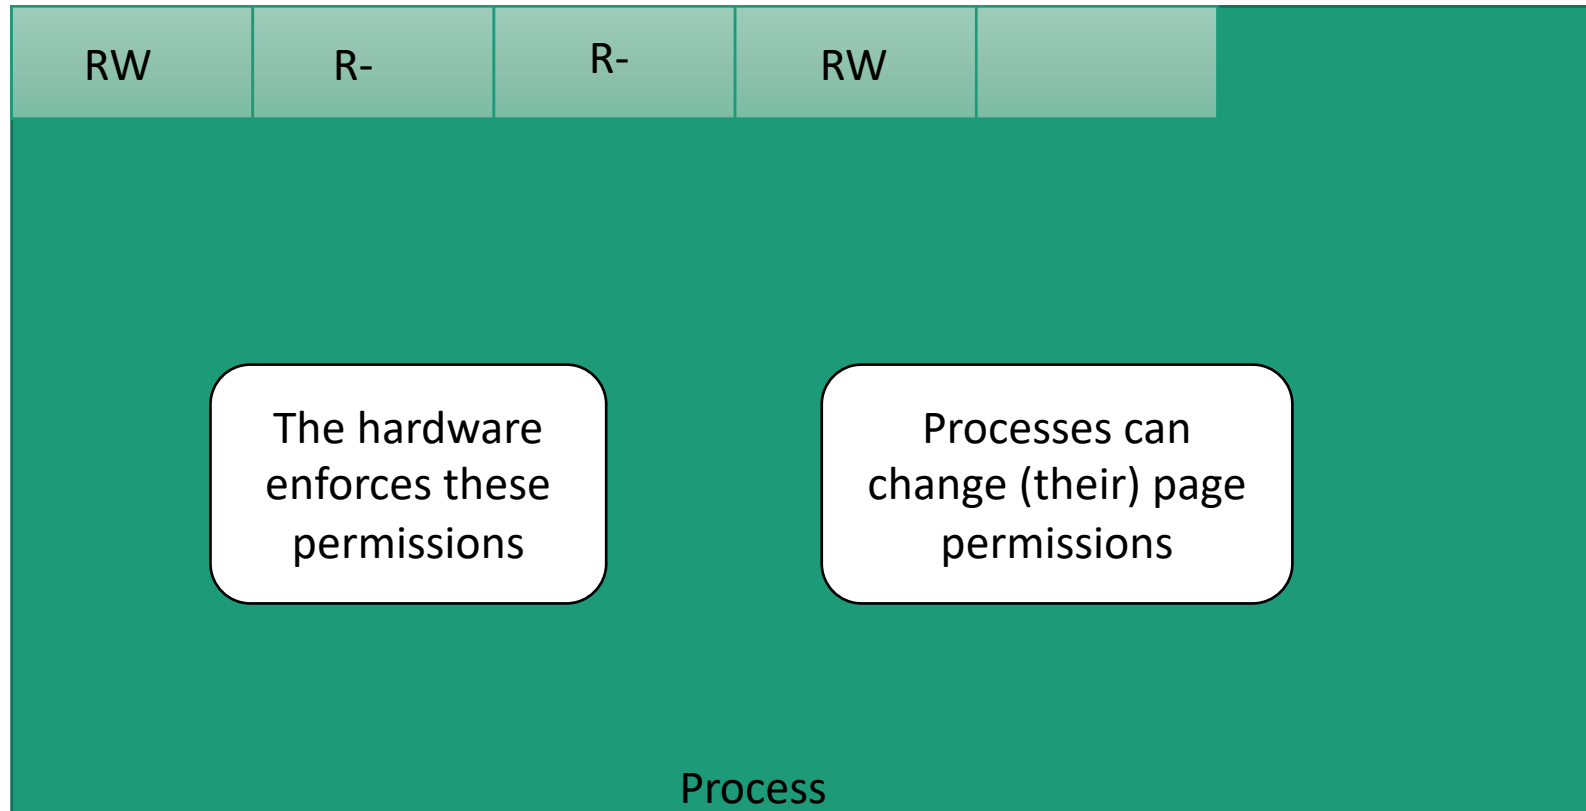 RW R- R- RW
The hardware
enforces these
permissions
Processes can
change (their) page
permissions
Process